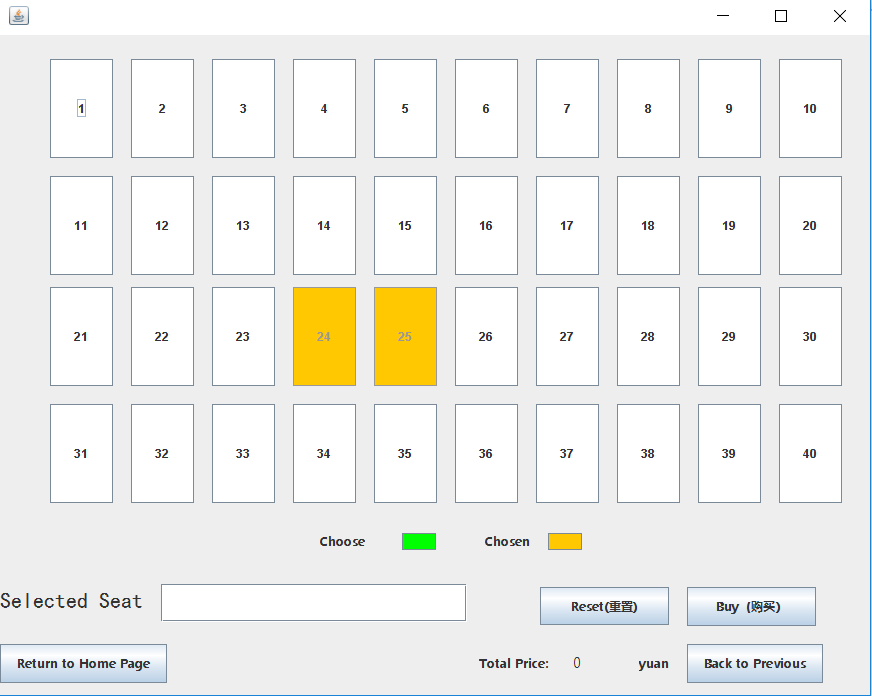 1 2 3 4 5 6 7 8 9 10
11 12 13 14 15 16 17 18 19 20
21 22 23 24 25 26 27 28 29 30
31 32 33 34 35 36 37 38 39 40
Choose Chosen
Selected Seat Reset(重置) Buy (购买)
Return to Home Page Total Price: 0 yuan Back to Previous